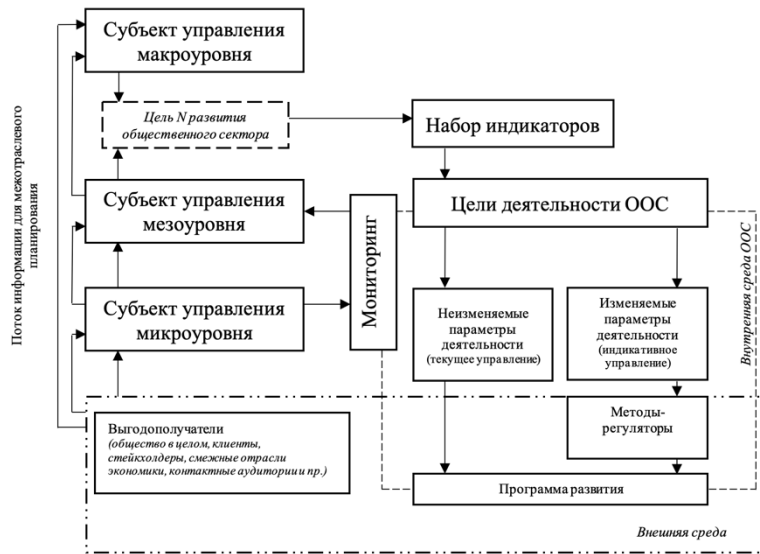 Субъект управления
макроуровня
Цель N развития
общественного сектора
Набор индикаторов
Поток информации для межотраслевого
планирования
Субъект управления
мезоуровня
Мониторинг
Цели деятельности ООС
Внутренняя среда ООС
Субъект управления
микроуровня
Неизменяемые
параметры
деятельности
(текущее управление)
Изменяемые
параметры
деятельности
(индикативное
управление)
Выгодополучатели
(общество в целом, клиенты,
стейкхолдеры, смежные отрасли
экономики, контактные аудитории и пр.)
Методы-
регуляторы
Программа развития
Внешняя среда